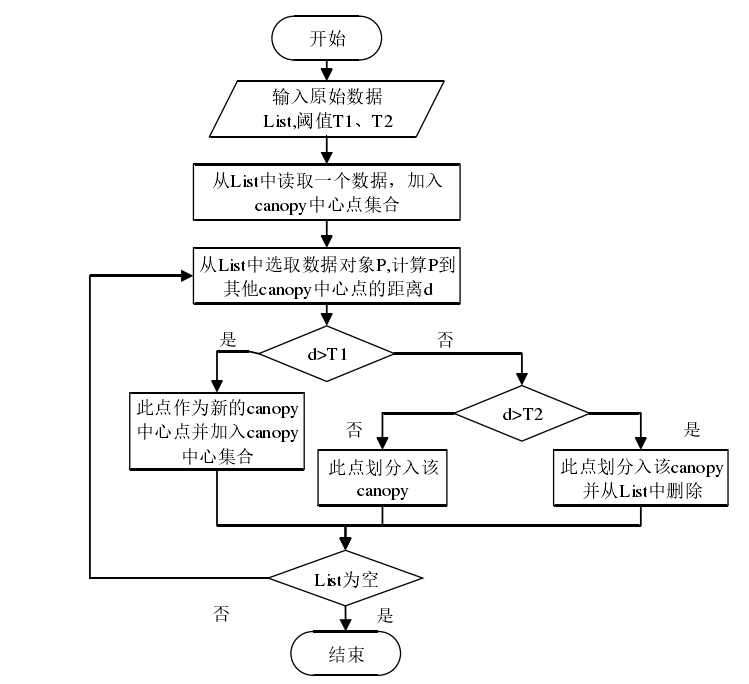 开始
输入原始数据
List,阈值T1、T2
从List中读取一个数据，加入
canopy中心点集合
从List中选取数据对象P,计算P到
其他canopy中心点的距离d
是
否
d>T1
此点作为新的canopy
中心点并加入canopy
中心集合
d>T2
否
是
此点划分入该
canopy
此点划分入该canopy
并从List中删除
List为空
否
是
结束